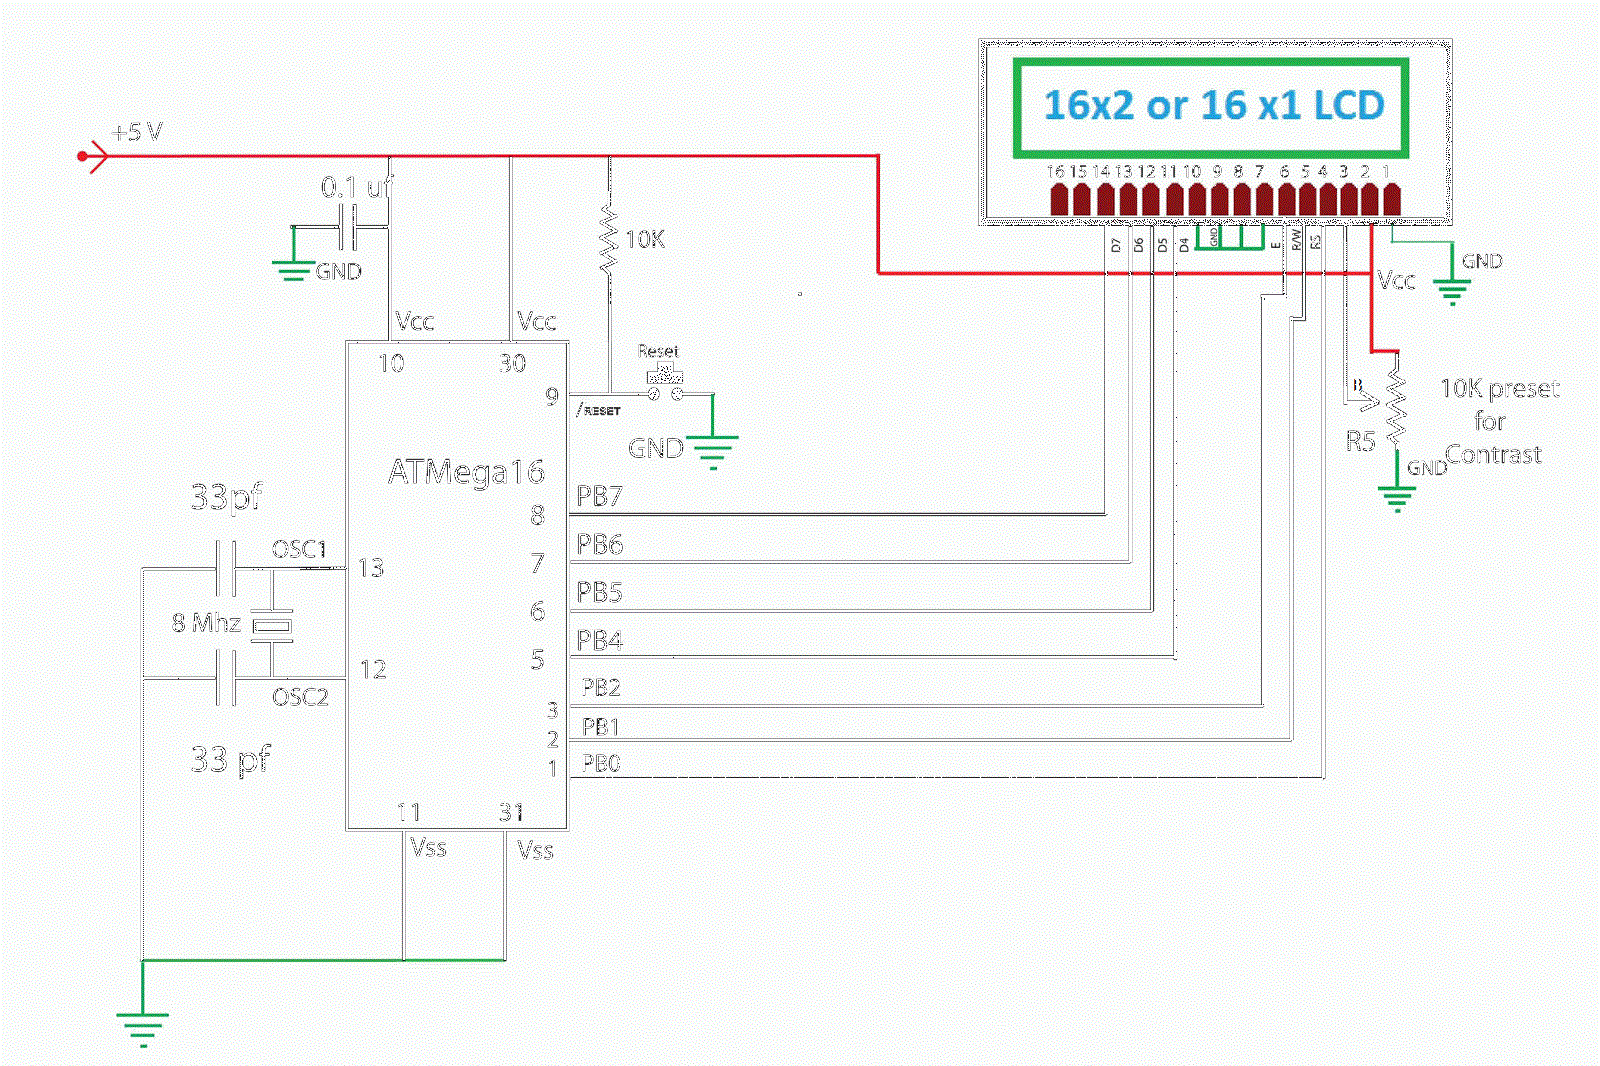 16x2 or 16 x1 LCD
16 15 14 13 12 11 10 9 8 7 6 5 4 3 2 1
+5 V
0.1 uf
GND
10K
D7
D6
D5
D4
GND
E
R/W
RS
Vcc
GND
Vcc
Vcc
10
30
Reset
9
/RESET
GND
B
R5
10K preset
for
Contrast
GND
ATMega16
33pf
OSC1
13
8 Mhz
12
OSC2
33 pf
PB7
8
PB6
7
PB5
6
PB4
5
PB2
3
PB1
2
PB0
1
11
31
Vss
Vss